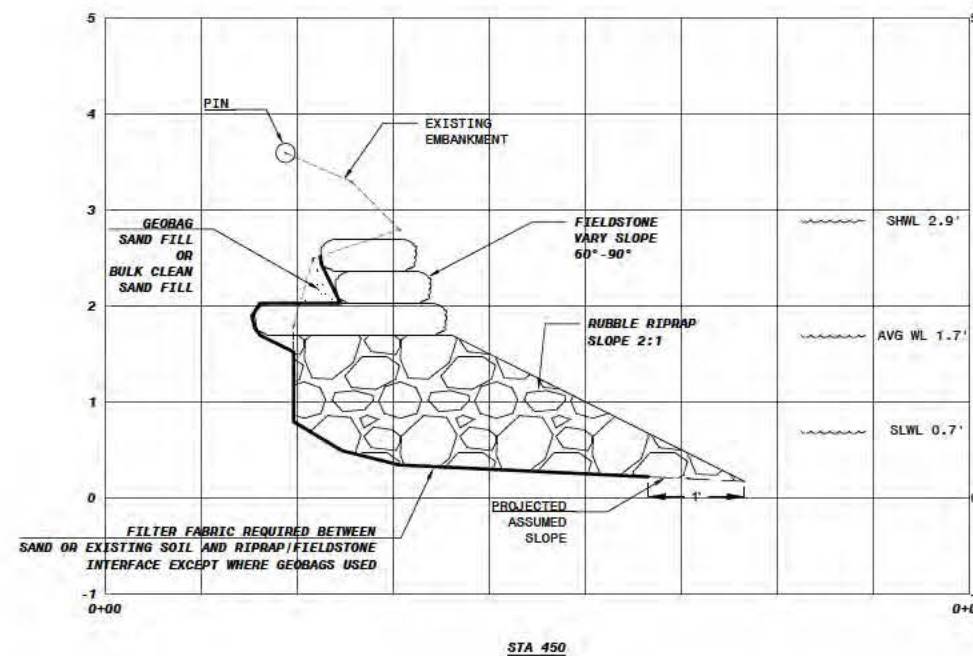 5
5
4
PIN
EXISTING
EMBANKMENT
3
GEOBAG
SAND FILL
OR
BULK CLEAN
SAND FILL
FIELDSTONE
VARY SLOPE
60°-90°
SHWL 2.9'
2
RUBBLE RIPRAP
SLOPE 2:1
AVG WL 1.7'
1
SLWL 0.7'
0
1'
PROJECTED
ASSUMED
SLOPE
FILTER FABRIC REQUIRED BETWEEN
SAND OR EXISTING SOIL AND RIPRAP/FIELDSTONE
INTERFACE EXCEPT WHERE GEOBAGS USED
-1
0+00
STA 450